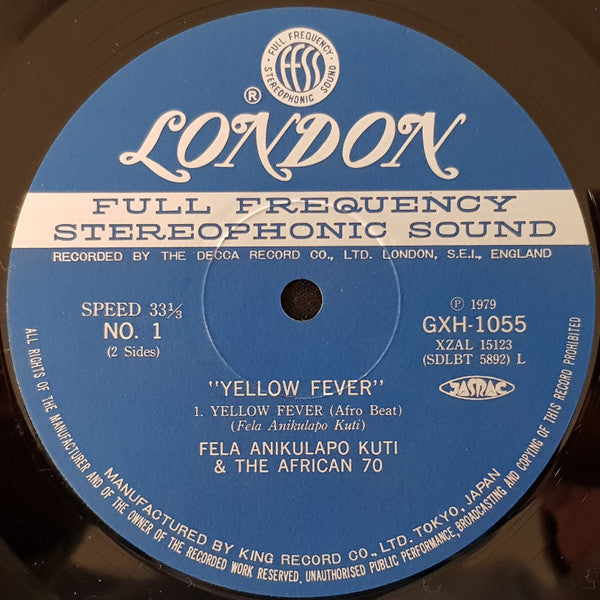 FULL FREQUENCY
FFSS
STEREOPHONIC SOUND
®
LONDON
FULL FREQUENCY
STEREOPHONIC SOUND
RECORDED BY THE DECCA RECORD CO., LTD. LONDON, S.E.I., ENGLAND
SPEED 33⅓
NO. 1
(2 Sides)
Ⓟ 1979
GXH-1055
XZAL 15123
(SDLBT 5892) L
JASRAC
"YELLOW FEVER"
1. YELLOW FEVER (Afro Beat)
(Fela Anikulapo Kuti)
FELA ANIKULAPO KUTI
& THE AFRICAN 70
MANUFACTURED BY KING RECORD CO., LTD. TOKYO, JAPAN
ALL RIGHTS OF THE MANUFACTURER AND OF THE OWNER OF THE RECORDED WORK RESERVED, UNAUTHORISED PUBLIC PERFORMANCE, BROADCASTING AND COPYING OF THIS RECORD PROHIBITED